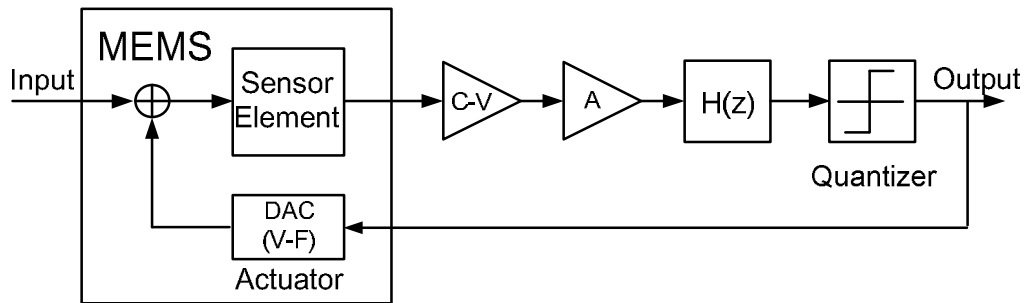 MEMS
Input
Sensor
Element
C-V
A
H(z)
Output
Quantizer
DAC
(V-F)
Actuator